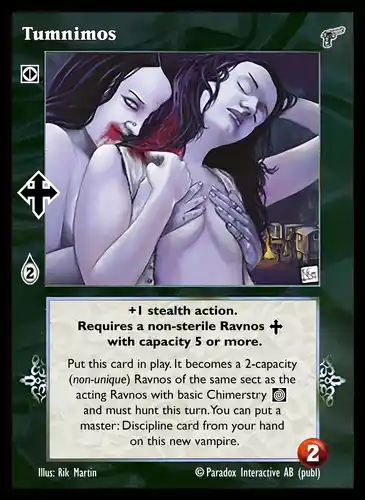 Tumnimos
2
+1 stealth action.
Requires a non-sterile Ravnos
with capacity 5 or more.
Put this card in play. It becomes a 2-capacity
(non-unique) Ravnos of the same sect as the
acting Ravnos with basic Chimerstry
and must hunt this turn. You can put a
master: Discipline card from your hand
on this new vampire.
2
Illus: Rik Martin © Paradox Interactive AB (publ)